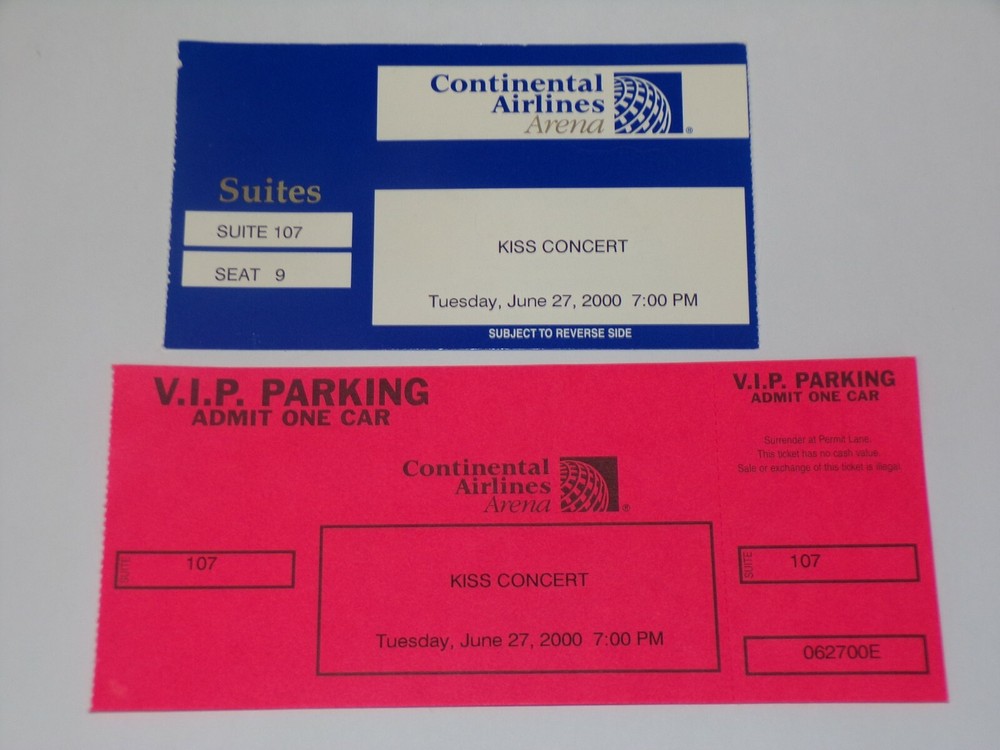 Continental
Airlines
Arena
®
Suites
SUITE 107
SEAT 9
KISS CONCERT
Tuesday, June 27, 2000 7:00 PM
SUBJECT TO REVERSE SIDE
V.I.P. PARKING
ADMIT ONE CAR
Continental
Airlines
Arena
®
SUITE 107
KISS CONCERT
Tuesday, June 27, 2000 7:00 PM
V.I.P. PARKING
ADMIT ONE CAR
Surrender at Permit Lane.
This ticket has no cash value.
Sale or exchange of this ticket is illegal.
SUITE 107
062700E